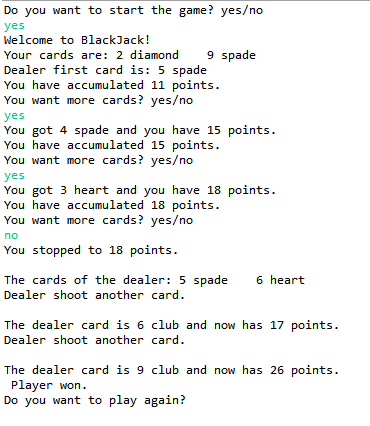 Do you want to start the game? yes/no
yes
Welcome to BlackJack!
Your cards are: 2 diamond    9 spade
Dealer first card is: 5 spade
You have accumulated 11 points.
You want more cards? yes/no
yes
You got 4 spade and you have 15 points.
You have accumulated 15 points.
You want more cards? yes/no
yes
You got 3 heart and you have 18 points.
You have accumulated 18 points.
You want more cards? yes/no
no
You stopped to 18 points.
The cards of the dealer: 5 spade    6 heart
Dealer shoot another card.
The dealer card is 6 club and now has 17 points.
Dealer shoot another card.
The dealer card is 9 club and now has 26 points.
 Player won.
Do you want to play again?